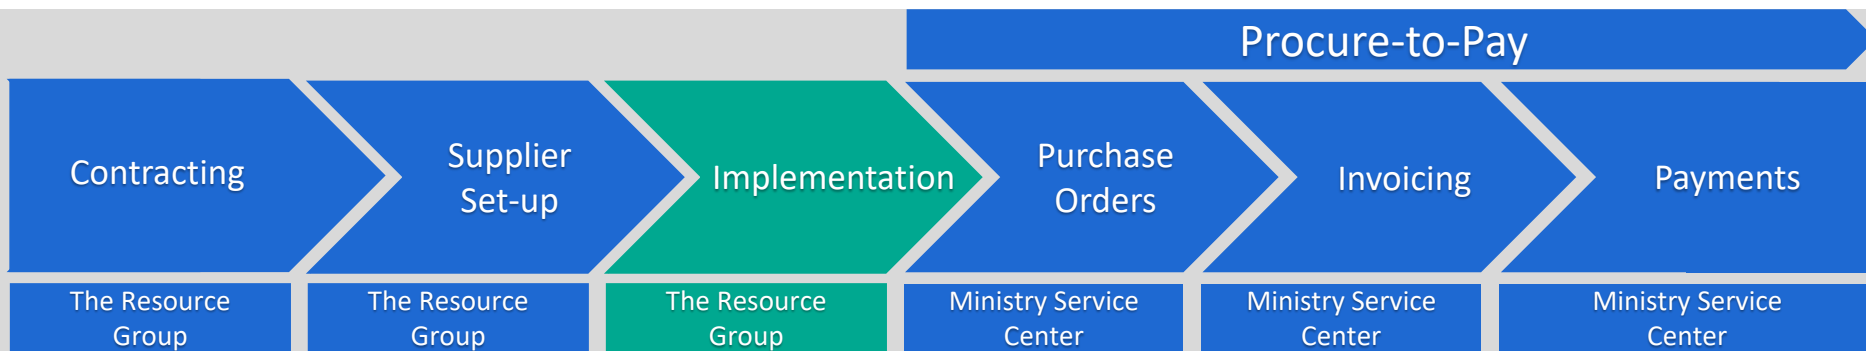 Procure-to-Pay
Contracting
Supplier
Set-up
Implementation
Purchase
Orders
Invoicing
Payments
The Resource
Group
The Resource
Group
The Resource
Group
Ministry Service
Center
Ministry Service
Center
Ministry Service
Center